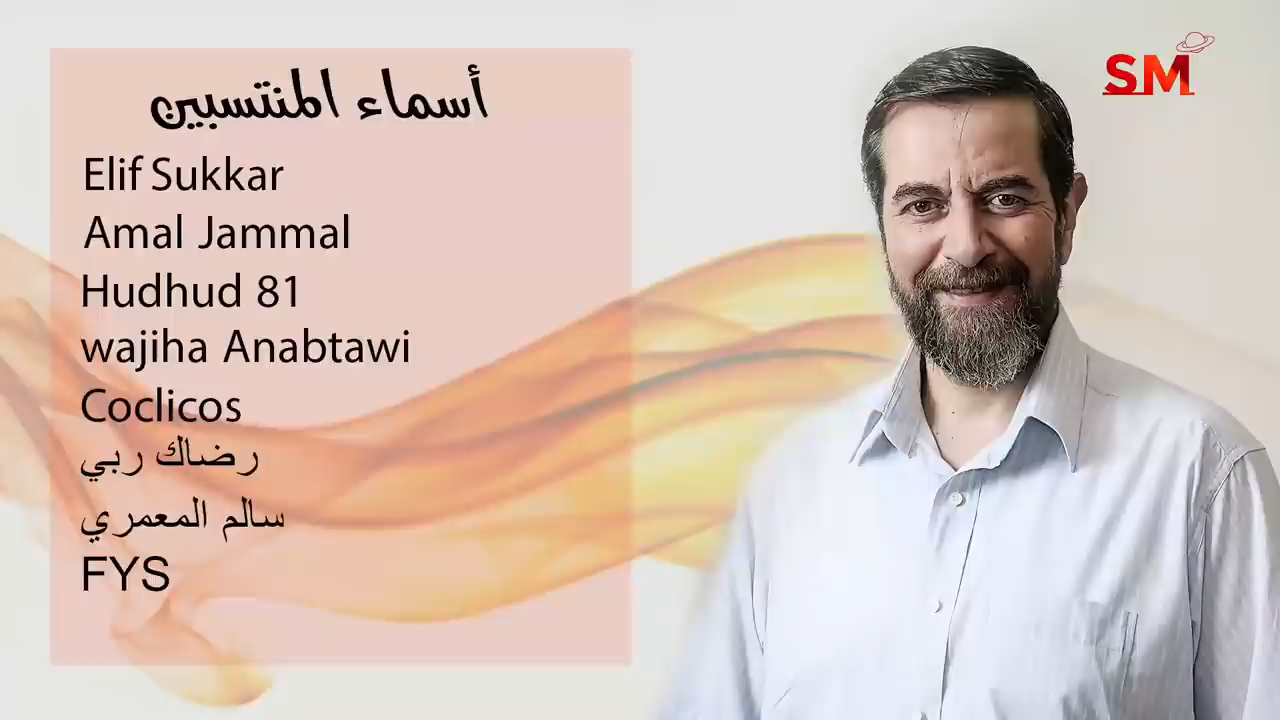 أسماء المنتسبين
SM
Elif Sukkar
Amal Jammal
Hudhud 81
wajiha Anabtawi
Coclicos
رضاك ربي
سالم المعمري
FYS